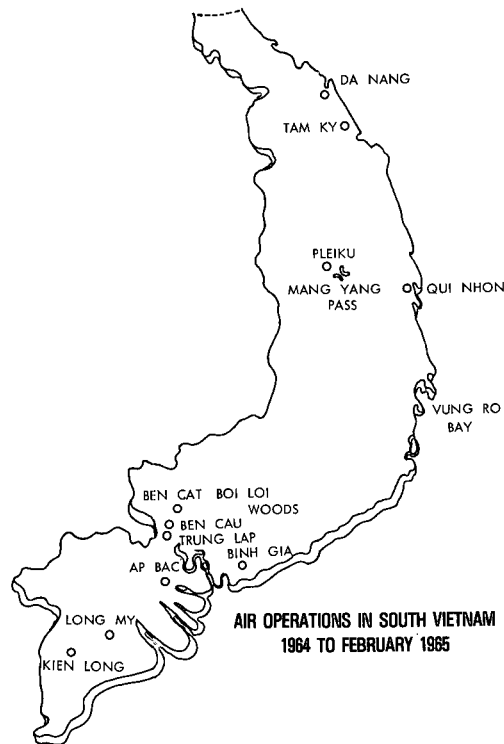 DA NANG
TAM KY
PLEIKU
MANG YANG
PASS
QUI NHON
VUNG RO
BAY
BEN CAT BOI LOI
WOODS
BEN CAU
TRUNG LAP
BINH GIA
AP BAC
LONG MY
KIEN LONG
AIR OPERATIONS IN SOUTH VIETNAM
1964 TO FEBRUARY 1965